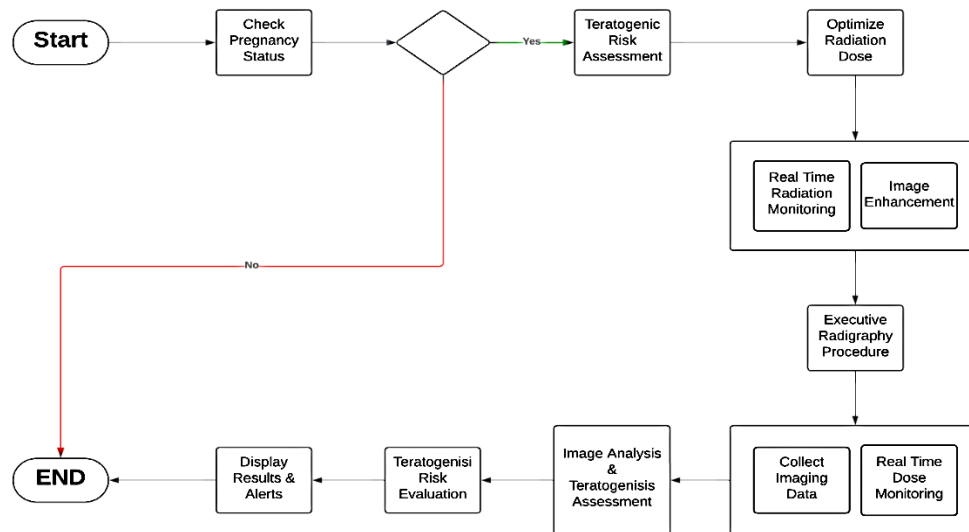 Start
Check
Pregnancy
Status
Yes
Teratogenic
Risk
Assessment
Optimize
Radiation
Dose
Real Time
Radiation
Monitoring
Image
Enhancement
No
Executive
Radigraphy
Procedure
Collect
Imaging
Data
Real Time
Dose
Monitoring
Image Analysis
&
Teratogenisis
Assessment
Teratogenisi
Risk
Evaluation
Display
Results &
Alerts
END